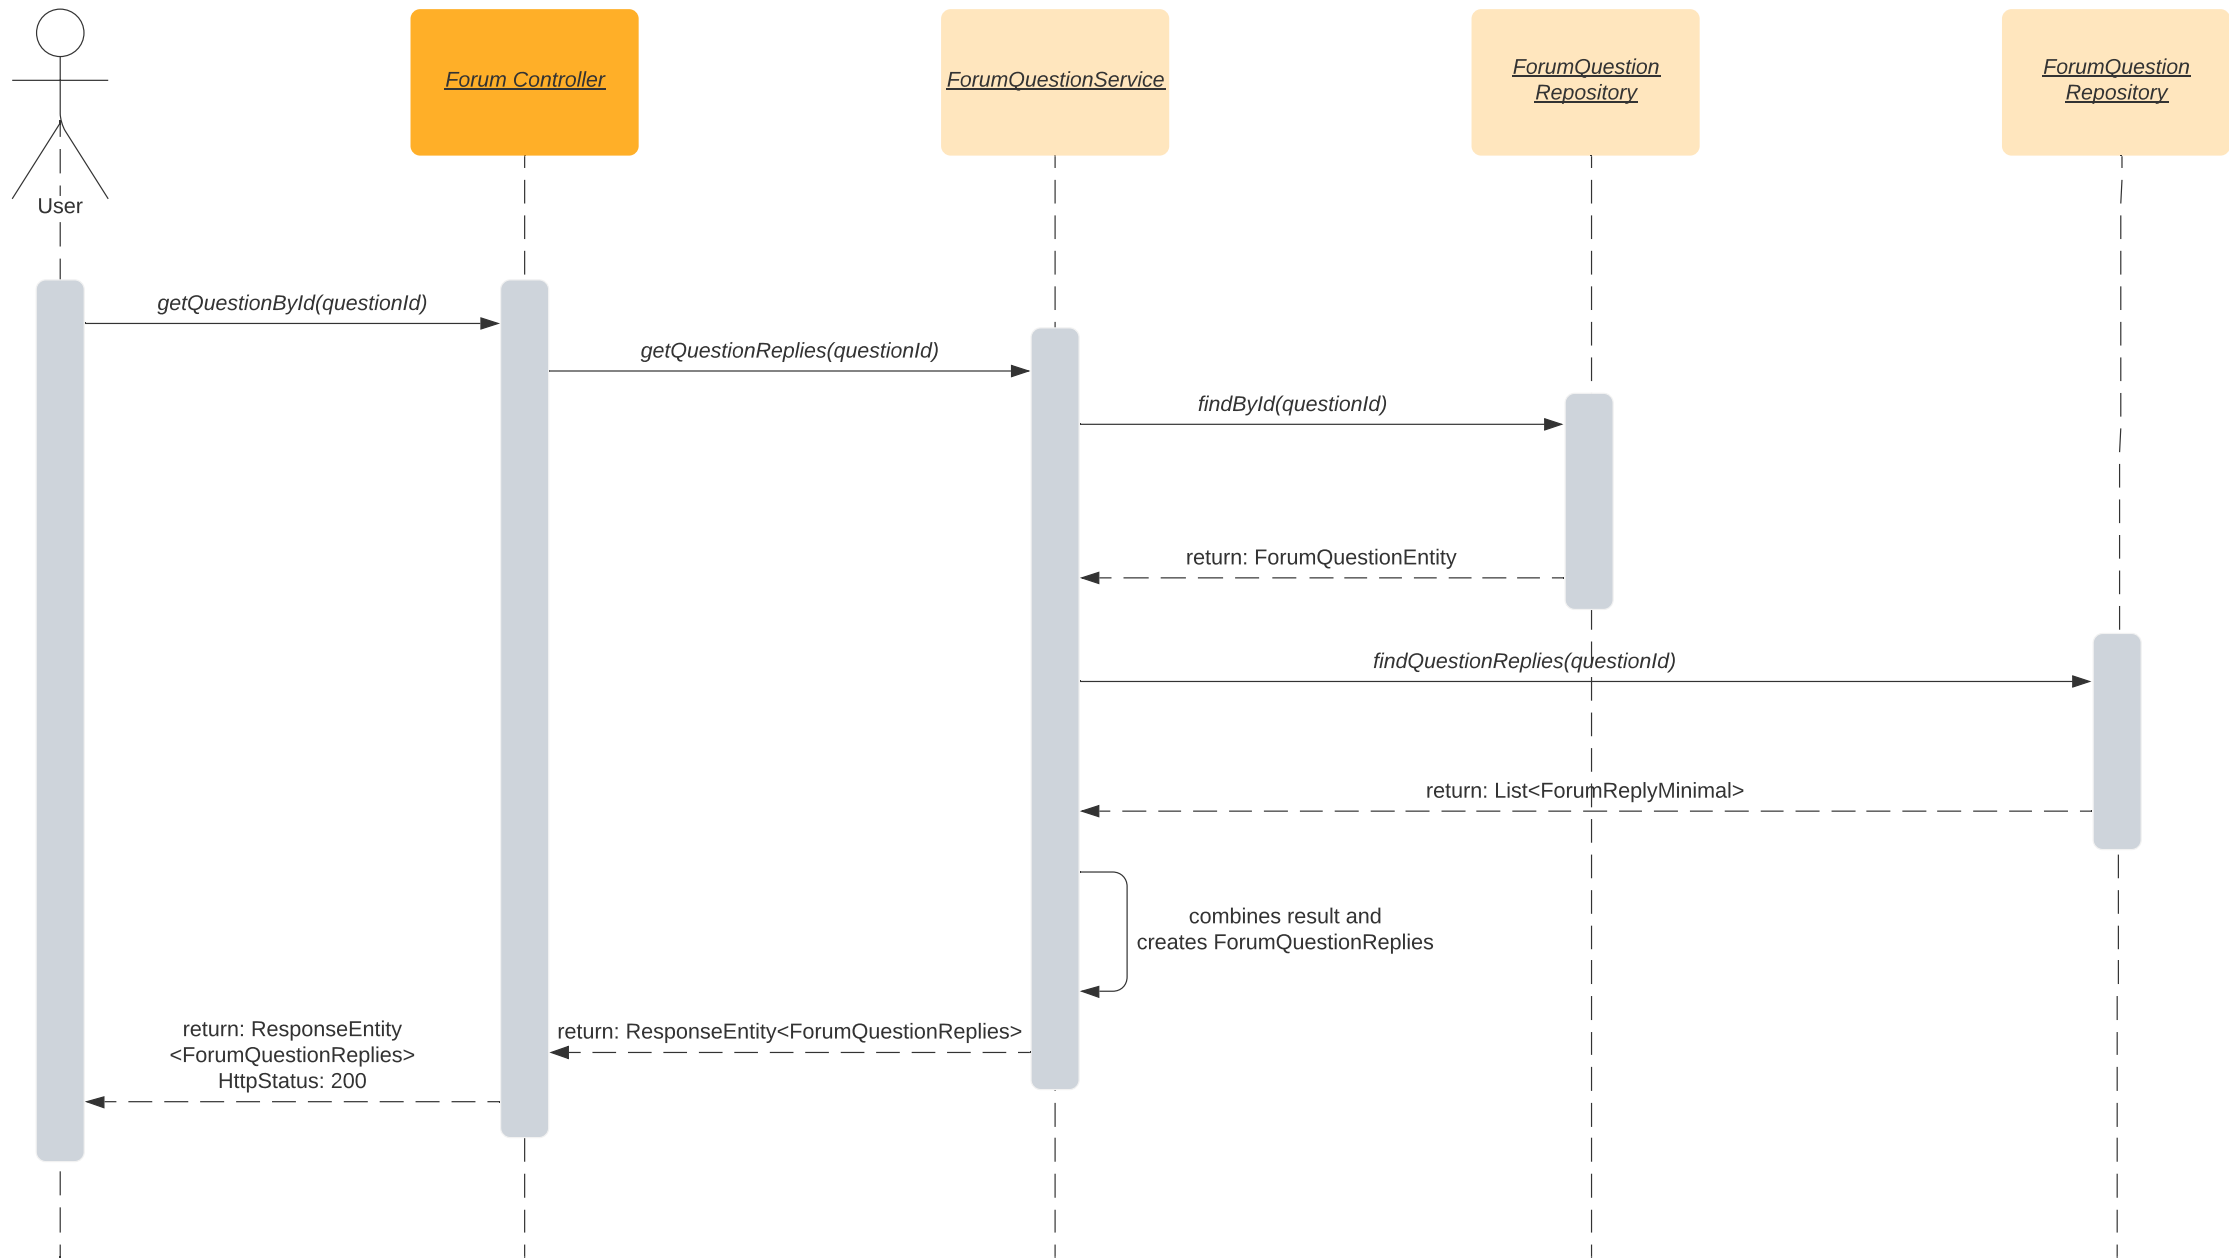 User
Forum Controller
ForumQuestionService
ForumQuestion
Repository
ForumQuestion
Repository
getQuestionById(questionId)
getQuestionReplies(questionId)
findById(questionId)
return: ForumQuestionEntity
findQuestionReplies(questionId)
return: List<ForumReplyMinimal>
combines result and
creates ForumQuestionReplies
return: ResponseEntity<ForumQuestionReplies>
return: ResponseEntity
<ForumQuestionReplies>
HttpStatus: 200